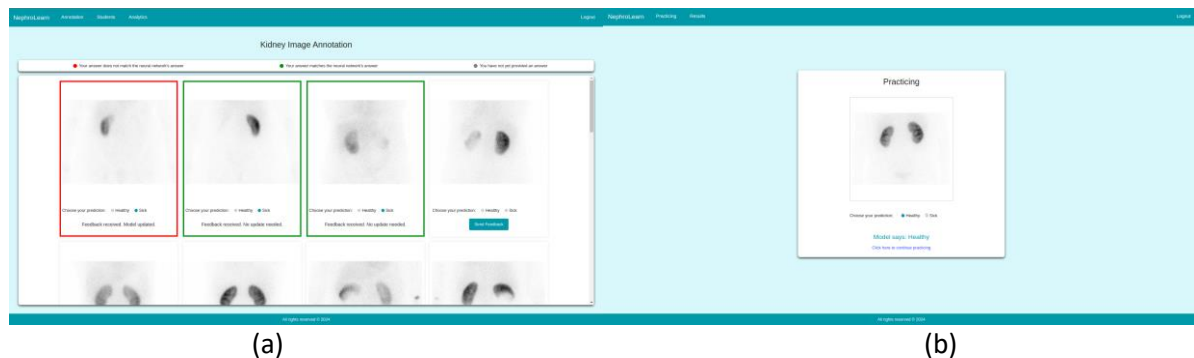 NephroLearn Annotation Students Analytics Logout
Kidney Image Annotation
Your answer does not match the neural network's answer Your answer matches the neural network's answer You have not yet provided an answer
Choose your prediction: Healthy Sick Choose your prediction: Healthy Sick Choose your prediction: Healthy Sick Choose your prediction: Healthy Sick
Feedback received. Model updated. Feedback received. No update needed. Feedback received. No update needed. Send Feedback
All rights reserved © 2024
(a)
NephroLearn Practicing Results Logout
Practicing
Choose your prediction: Healthy Sick
Model says: Healthy
Click here to continue practicing
All rights reserved © 2024
(b)